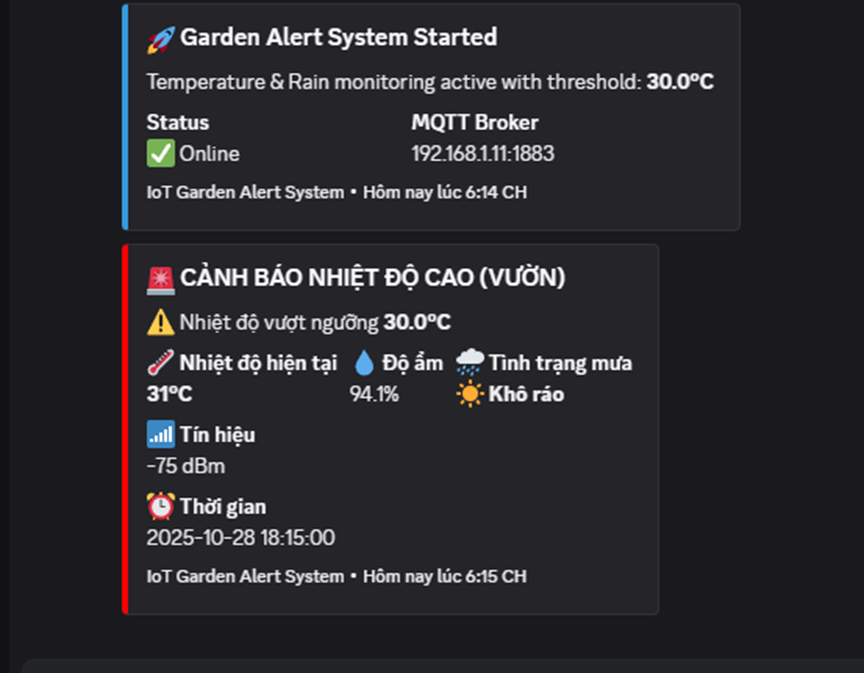 🚀 Garden Alert System Started
Temperature & Rain monitoring active with threshold: 30.0°C
Status MQTT Broker
✅ Online 192.168.1.11:1883
IoT Garden Alert System • Hôm nay lúc 6:14 CH
🚨 CẢNH BÁO NHIỆT ĐỘ CAO (VƯỜN)
⚠️ Nhiệt độ vượt ngưỡng 30.0°C
🌡️ Nhiệt độ hiện tại 💧 Độ ẩm 🌧️ Tình trạng mưa
31°C 94.1% ☀️ Khô ráo
📶 Tín hiệu
-75 dBm
⏰ Thời gian
2025-10-28 18:15:00
IoT Garden Alert System • Hôm nay lúc 6:15 CH